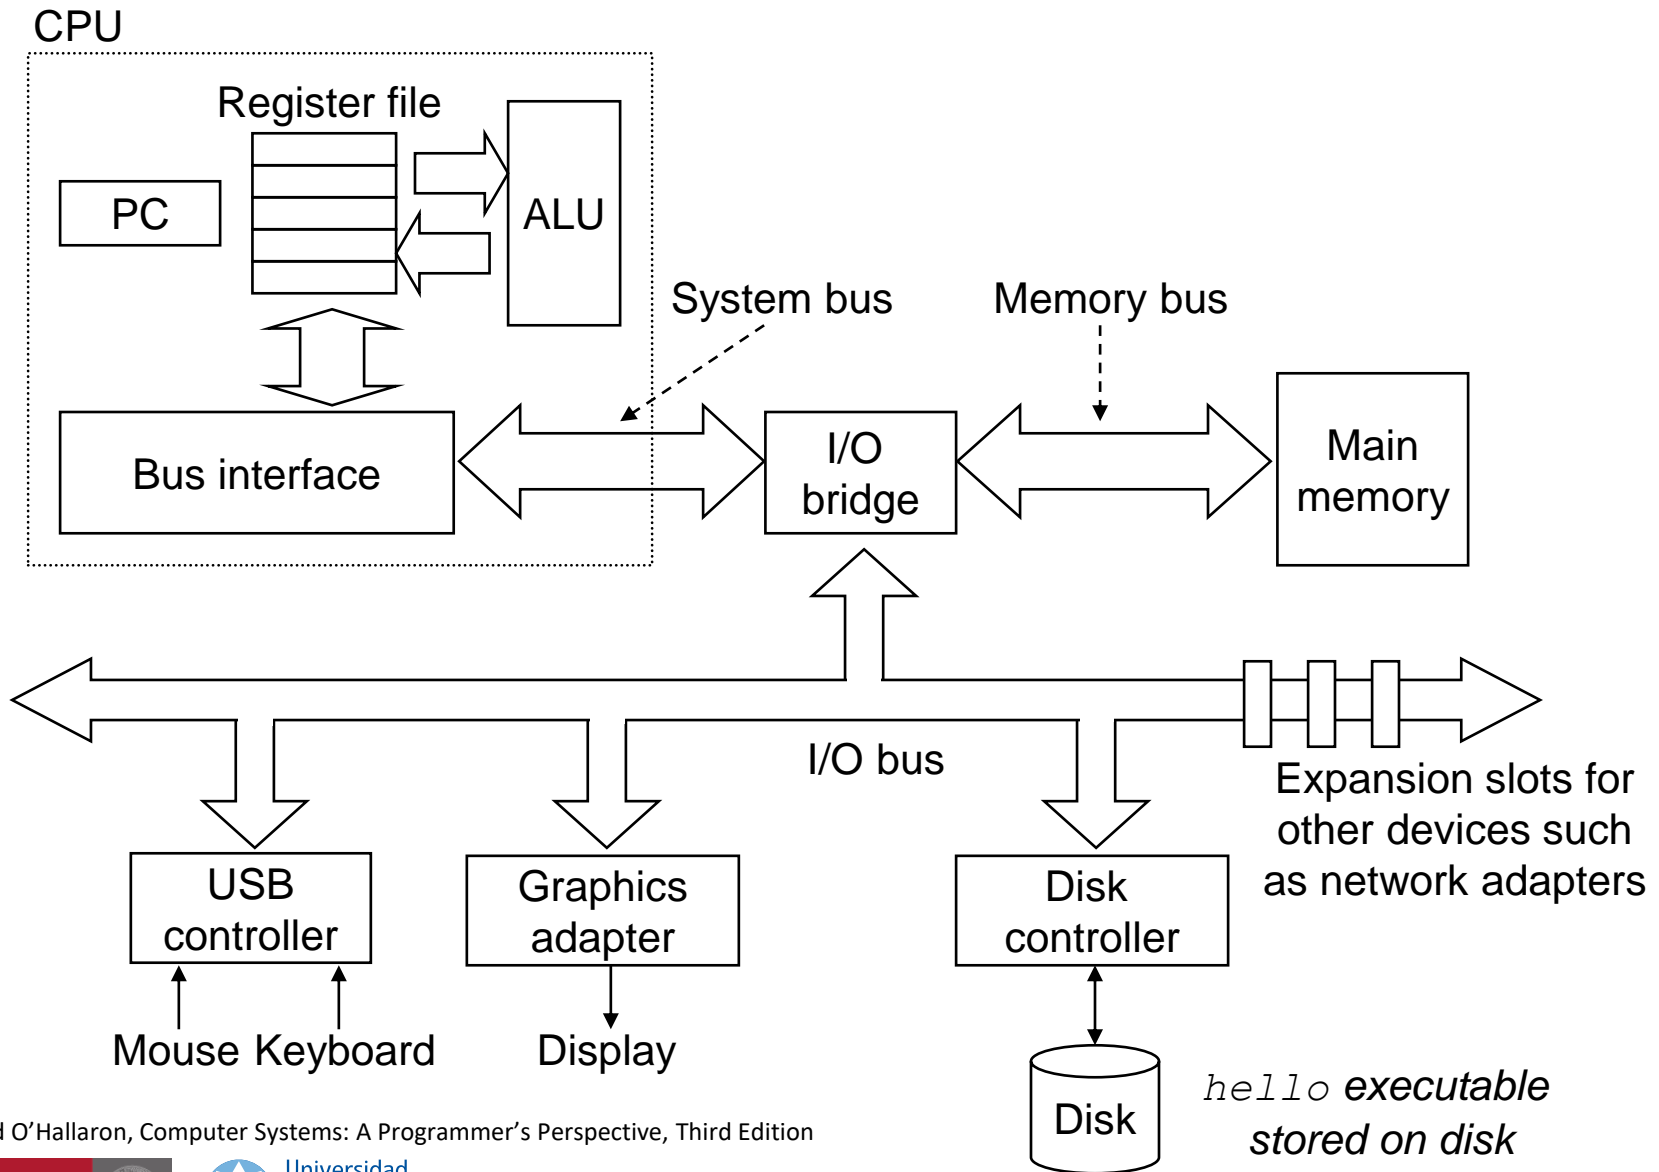 CPU
Register file
PC
ALU
System bus
Memory bus
Bus interface
I/O
bridge
Main
memory
I/O bus
Expansion slots for
other devices such
as network adapters
USB
controller
Graphics
adapter
Disk
controller
Mouse
Keyboard
Display
Disk
hello executable
stored on disk
O’Hallaron, Computer Systems: A Programmer’s Perspective, Third Edition
Universidad